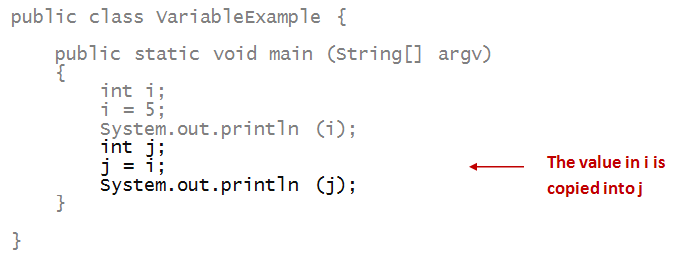 public class VariableExample {
public static void main (String[] argv)
{
int i;
i = 5;
System.out.println (i);
int j;
j = i;
System.out.println (j);
}
}
The value in i is
copied into j